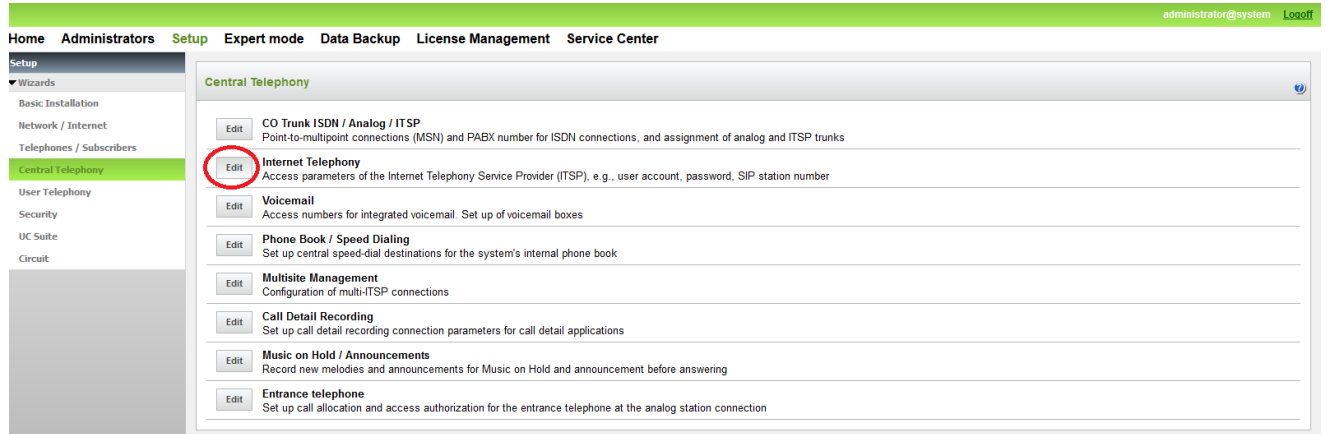 administrator@system Logoff
Home Administrators Setup Expert mode Data Backup License Management Service Center
Setup
Wizards
Basic Installation
Network / Internet
Telephones / Subscribers
Central Telephony
User Telephony
Security
UC Suite
Circuit
Central Telephony
?
Edit CO Trunk ISDN / Analog / ITSP
Point-to-multipoint connections (MSN) and PABX number for ISDN connections, and assignment of analog and ITSP trunks
Edit Internet Telephony
Access parameters of the Internet Telephony Service Provider (ITSP), e.g., user account, password, SIP station number
Edit Voicemail
Access numbers for integrated voicemail. Set up of voicemail boxes
Edit Phone Book / Speed Dialing
Set up central speed-dial destinations for the system's internal phone book
Edit Multisite Management
Configuration of multi-ITSP connections
Edit Call Detail Recording
Set up call detail recording connection parameters for call detail applications
Edit Music on Hold / Announcements
Record new melodies and announcements for Music on Hold and announcement before answering
Edit Entrance telephone
Set up call allocation and access authorization for the entrance telephone at the analog station connection